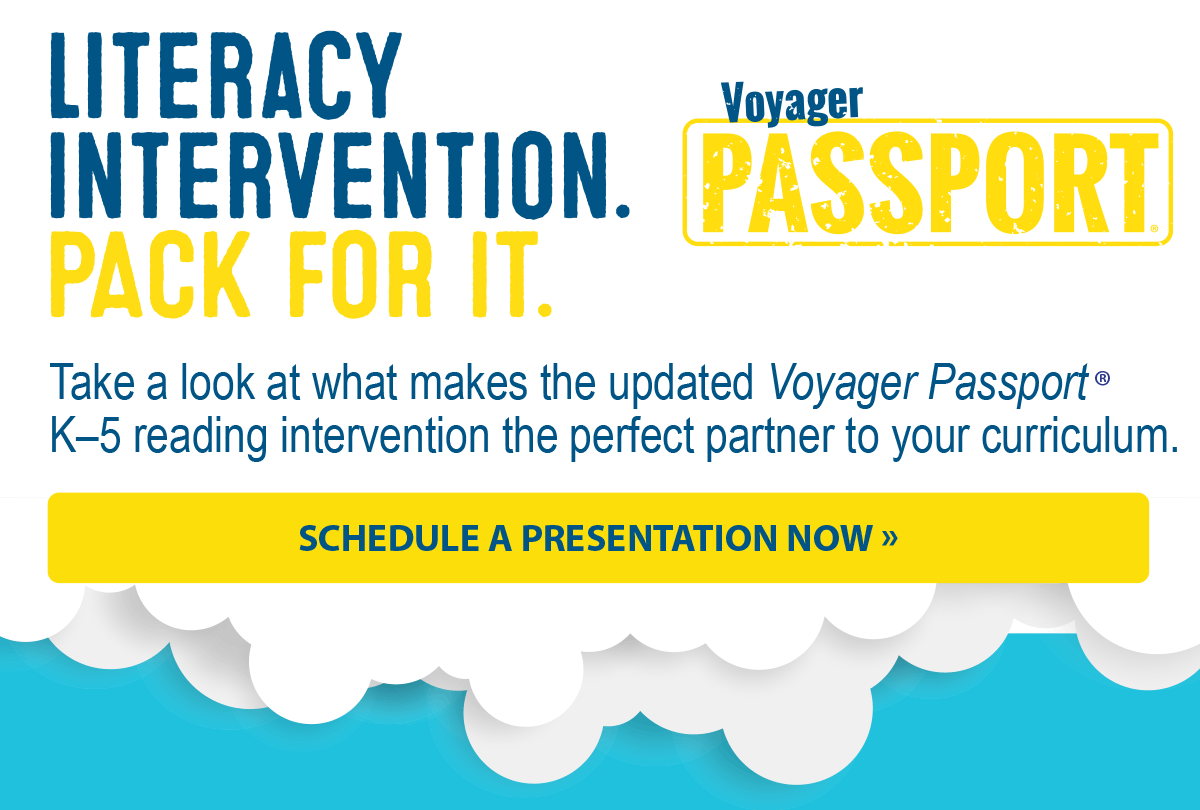 LITERACY
INTERVENTION.
PACK FOR IT.
Voyager
PASSPORT®
Take a look at what makes the updated Voyager Passport®
K–5 reading intervention the perfect partner to your curriculum.
SCHEDULE A PRESENTATION NOW »